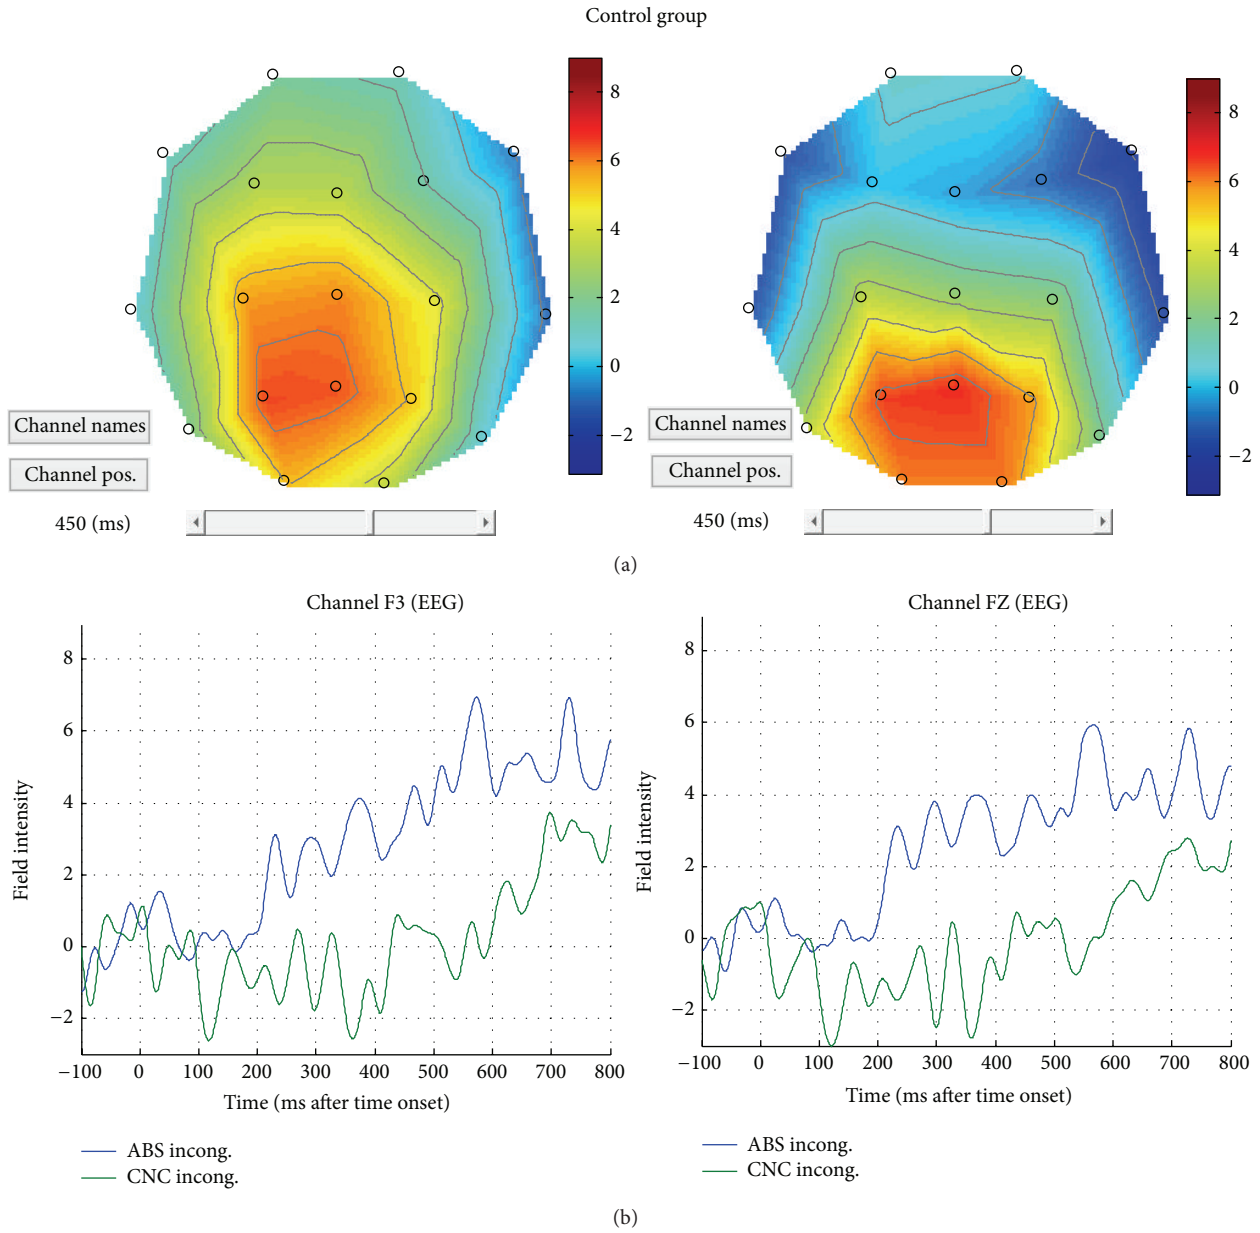 Control group
8
6
4
2
0
−2
Channel names
Channel pos.
450 (ms)
8
6
4
2
0
−2
Channel names
Channel pos.
450 (ms)
(a)
Channel F3 (EEG)
8
6
4
2
0
−2
−100 0 100 200 300 400 500 600 700 800
Field intensity
Time (ms after time onset)
ABS incong.
CNC incong.
Channel FZ (EEG)
8
6
4
2
0
−2
−100 0 100 200 300 400 500 600 700 800
Field intensity
Time (ms after time onset)
ABS incong.
CNC incong.
(b)